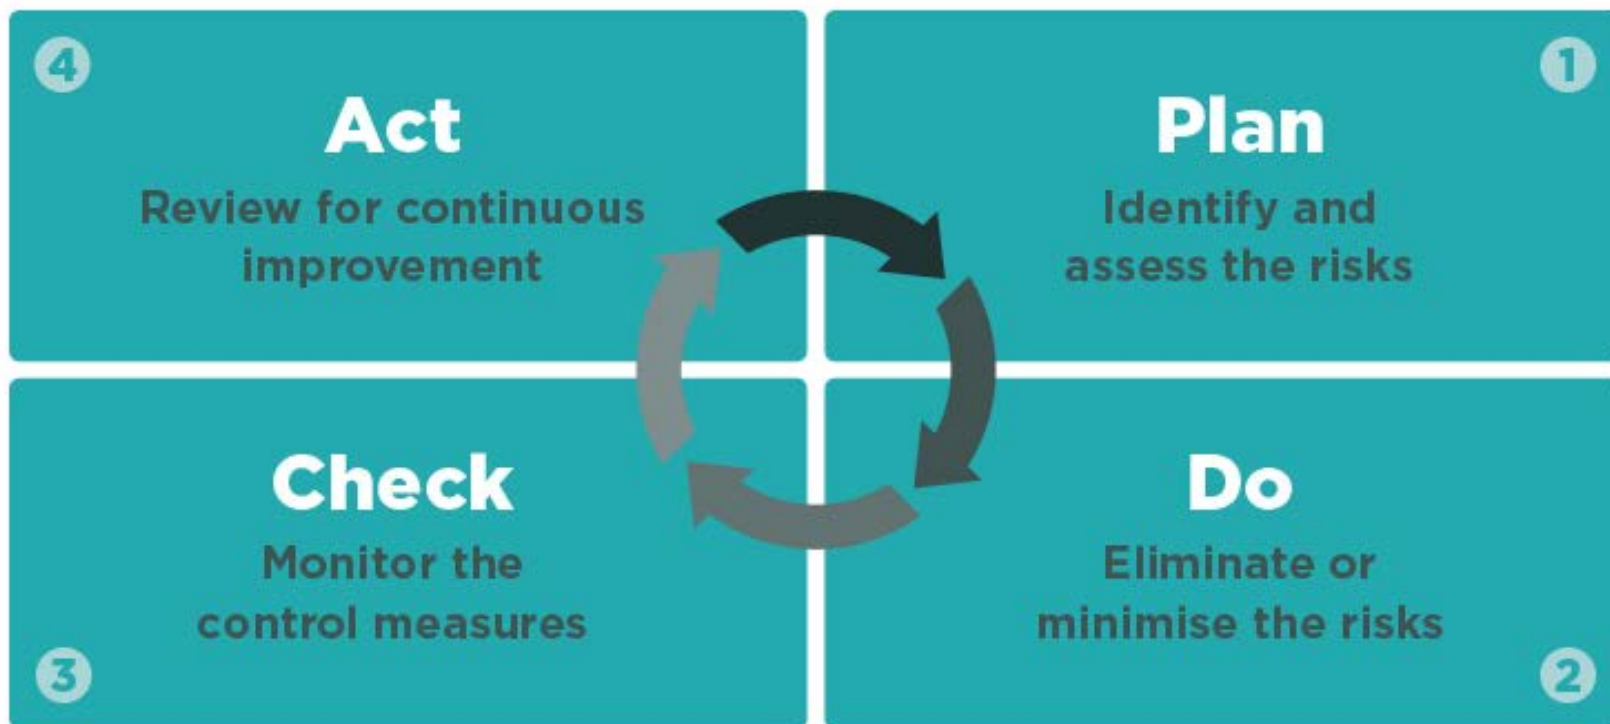 4
Act
Review for continuous
improvement
1
Plan
Identify and
assess the risks
Check
Monitor the
control measures
3
Do
Eliminate or
minimise the risks
2